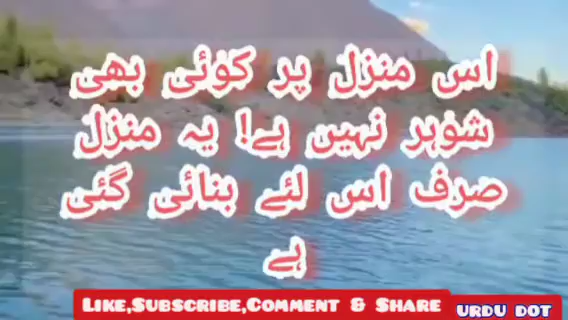 اس منزل پر کوئی بھی
شوہر نہیں ہے! یہ منزل
صرف اس لئے بنائی گئی
ہے
Like,Subscribe,Comment & Share
URDU DOT